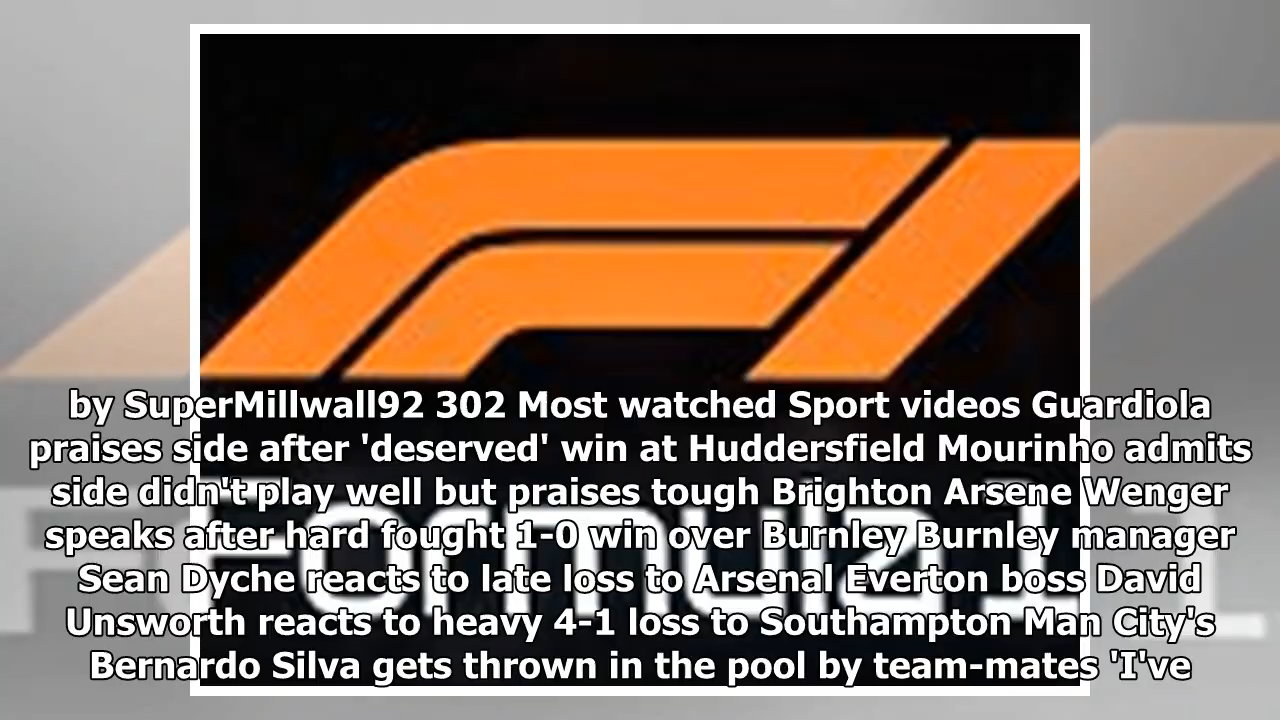 by SuperMillwall92 302 Most watched Sport videos Guardiola
praises side after 'deserved' win at Huddersfield Mourinho admits
side didn't play well but praises tough Brighton Arsene Wenger
speaks after hard fought 1-0 win over Burnley Burnley manager
Sean Dyche reacts to late loss to Arsenal Everton boss David
Unsworth reacts to heavy 4-1 loss to Southampton Man City's
Bernardo Silva gets thrown in the pool by team-mates 'I've
Formula 1